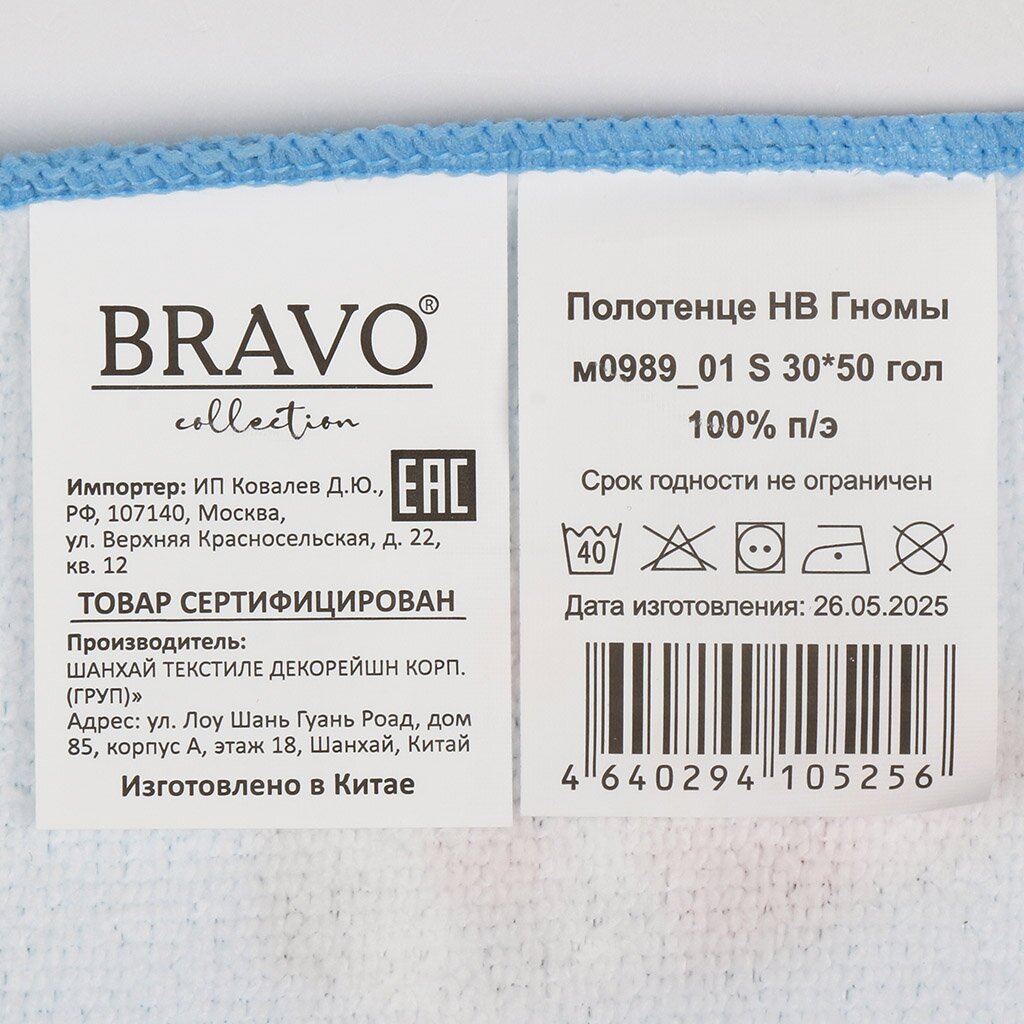 BRAVO®
collection
Импортер: ИП Ковалев Д.Ю.,
РФ, 107140, Москва,
ул. Верхняя Красносельская, д. 22,
кв. 12
EAC
ТОВАР СЕРТИФИЦИРОВАН
Производитель:
ШАНХАЙ ТЕКСТИЛЕ ДЕКОРЕЙШН КОРП.
(ГРУП)»
Адрес: ул. Лоу Шань Гуань Роад, дом
85, корпус А, этаж 18, Шанхай, Китай
Изготовлено в Китае
Полотенце НВ Гномы
м0989_01 S 30*50 гол
100% п/э
Срок годности не ограничен
40
Дата изготовления: 26.05.2025
4 640294 105256